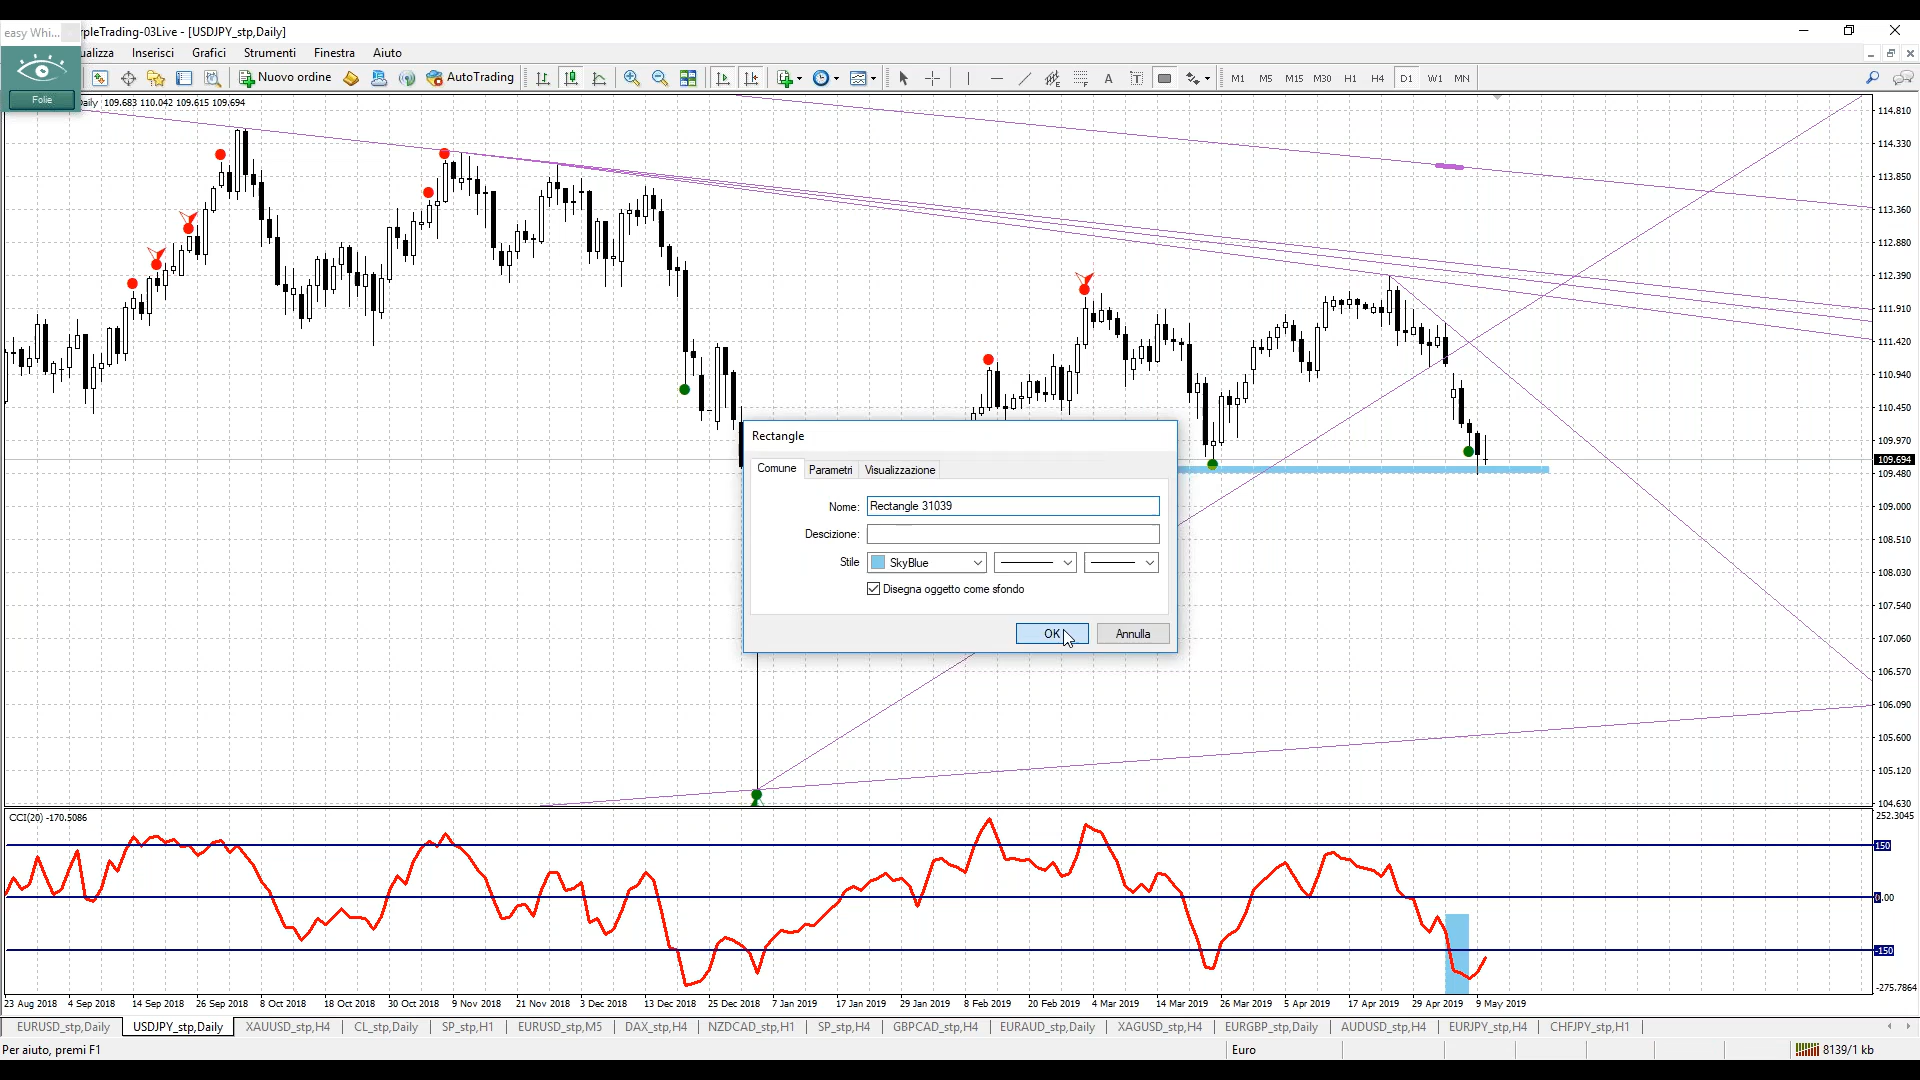 easy Whi...
rpleTrading-03Live - [USDJPY_stp,Daily]
ualizza Inserisci Grafici Strumenti Finestra Aiuto
Nuovo ordine AutoTrading A T M1 M5 M15 M30 H1 H4 D1 W1 MN
Folie
aily 109.683 110.042 109.615 109.694
114.810
114.330
113.850
113.360
112.880
112.390
111.910
111.420
110.940
110.450
109.970
109.694
109.480
109.000
108.510
108.030
107.540
107.060
106.570
106.090
105.600
105.120
104.630
Rectangle
Comune Parametri Visualizzazione
Nome: Rectangle 31039
Descizione:
Stile SkyBlue
Disegna oggetto come sfondo
OK Annulla
CCI(20) -170.5086
252.3045
150
0.00
-150
-275.7864
23 Aug 2018 4 Sep 2018 14 Sep 2018 26 Sep 2018 8 Oct 2018 18 Oct 2018 30 Oct 2018 9 Nov 2018 21 Nov 2018 3 Dec 2018 13 Dec 2018 25 Dec 2018 7 Jan 2019 17 Jan 2019 29 Jan 2019 8 Feb 2019 20 Feb 2019 4 Mar 2019 14 Mar 2019 26 Mar 2019 5 Apr 2019 17 Apr 2019 29 Apr 2019 9 May 2019
EURUSD_stp,Daily USDJPY_stp,Daily XAUUSD_stp,H4 CL_stp,Daily SP_stp,H1 EURUSD_stp,M5 DAX_stp,H4 NZDCAD_stp,H1 SP_stp,H4 GBPCAD_stp,H4 EURAUD_stp,Daily XAGUSD_stp,H4 EURGBP_stp,Daily AUDUSD_stp,H4 EURJPY_stp,H4 CHFJPY_stp,H1
Per aiuto, premi F1 Euro 8139/1 kb